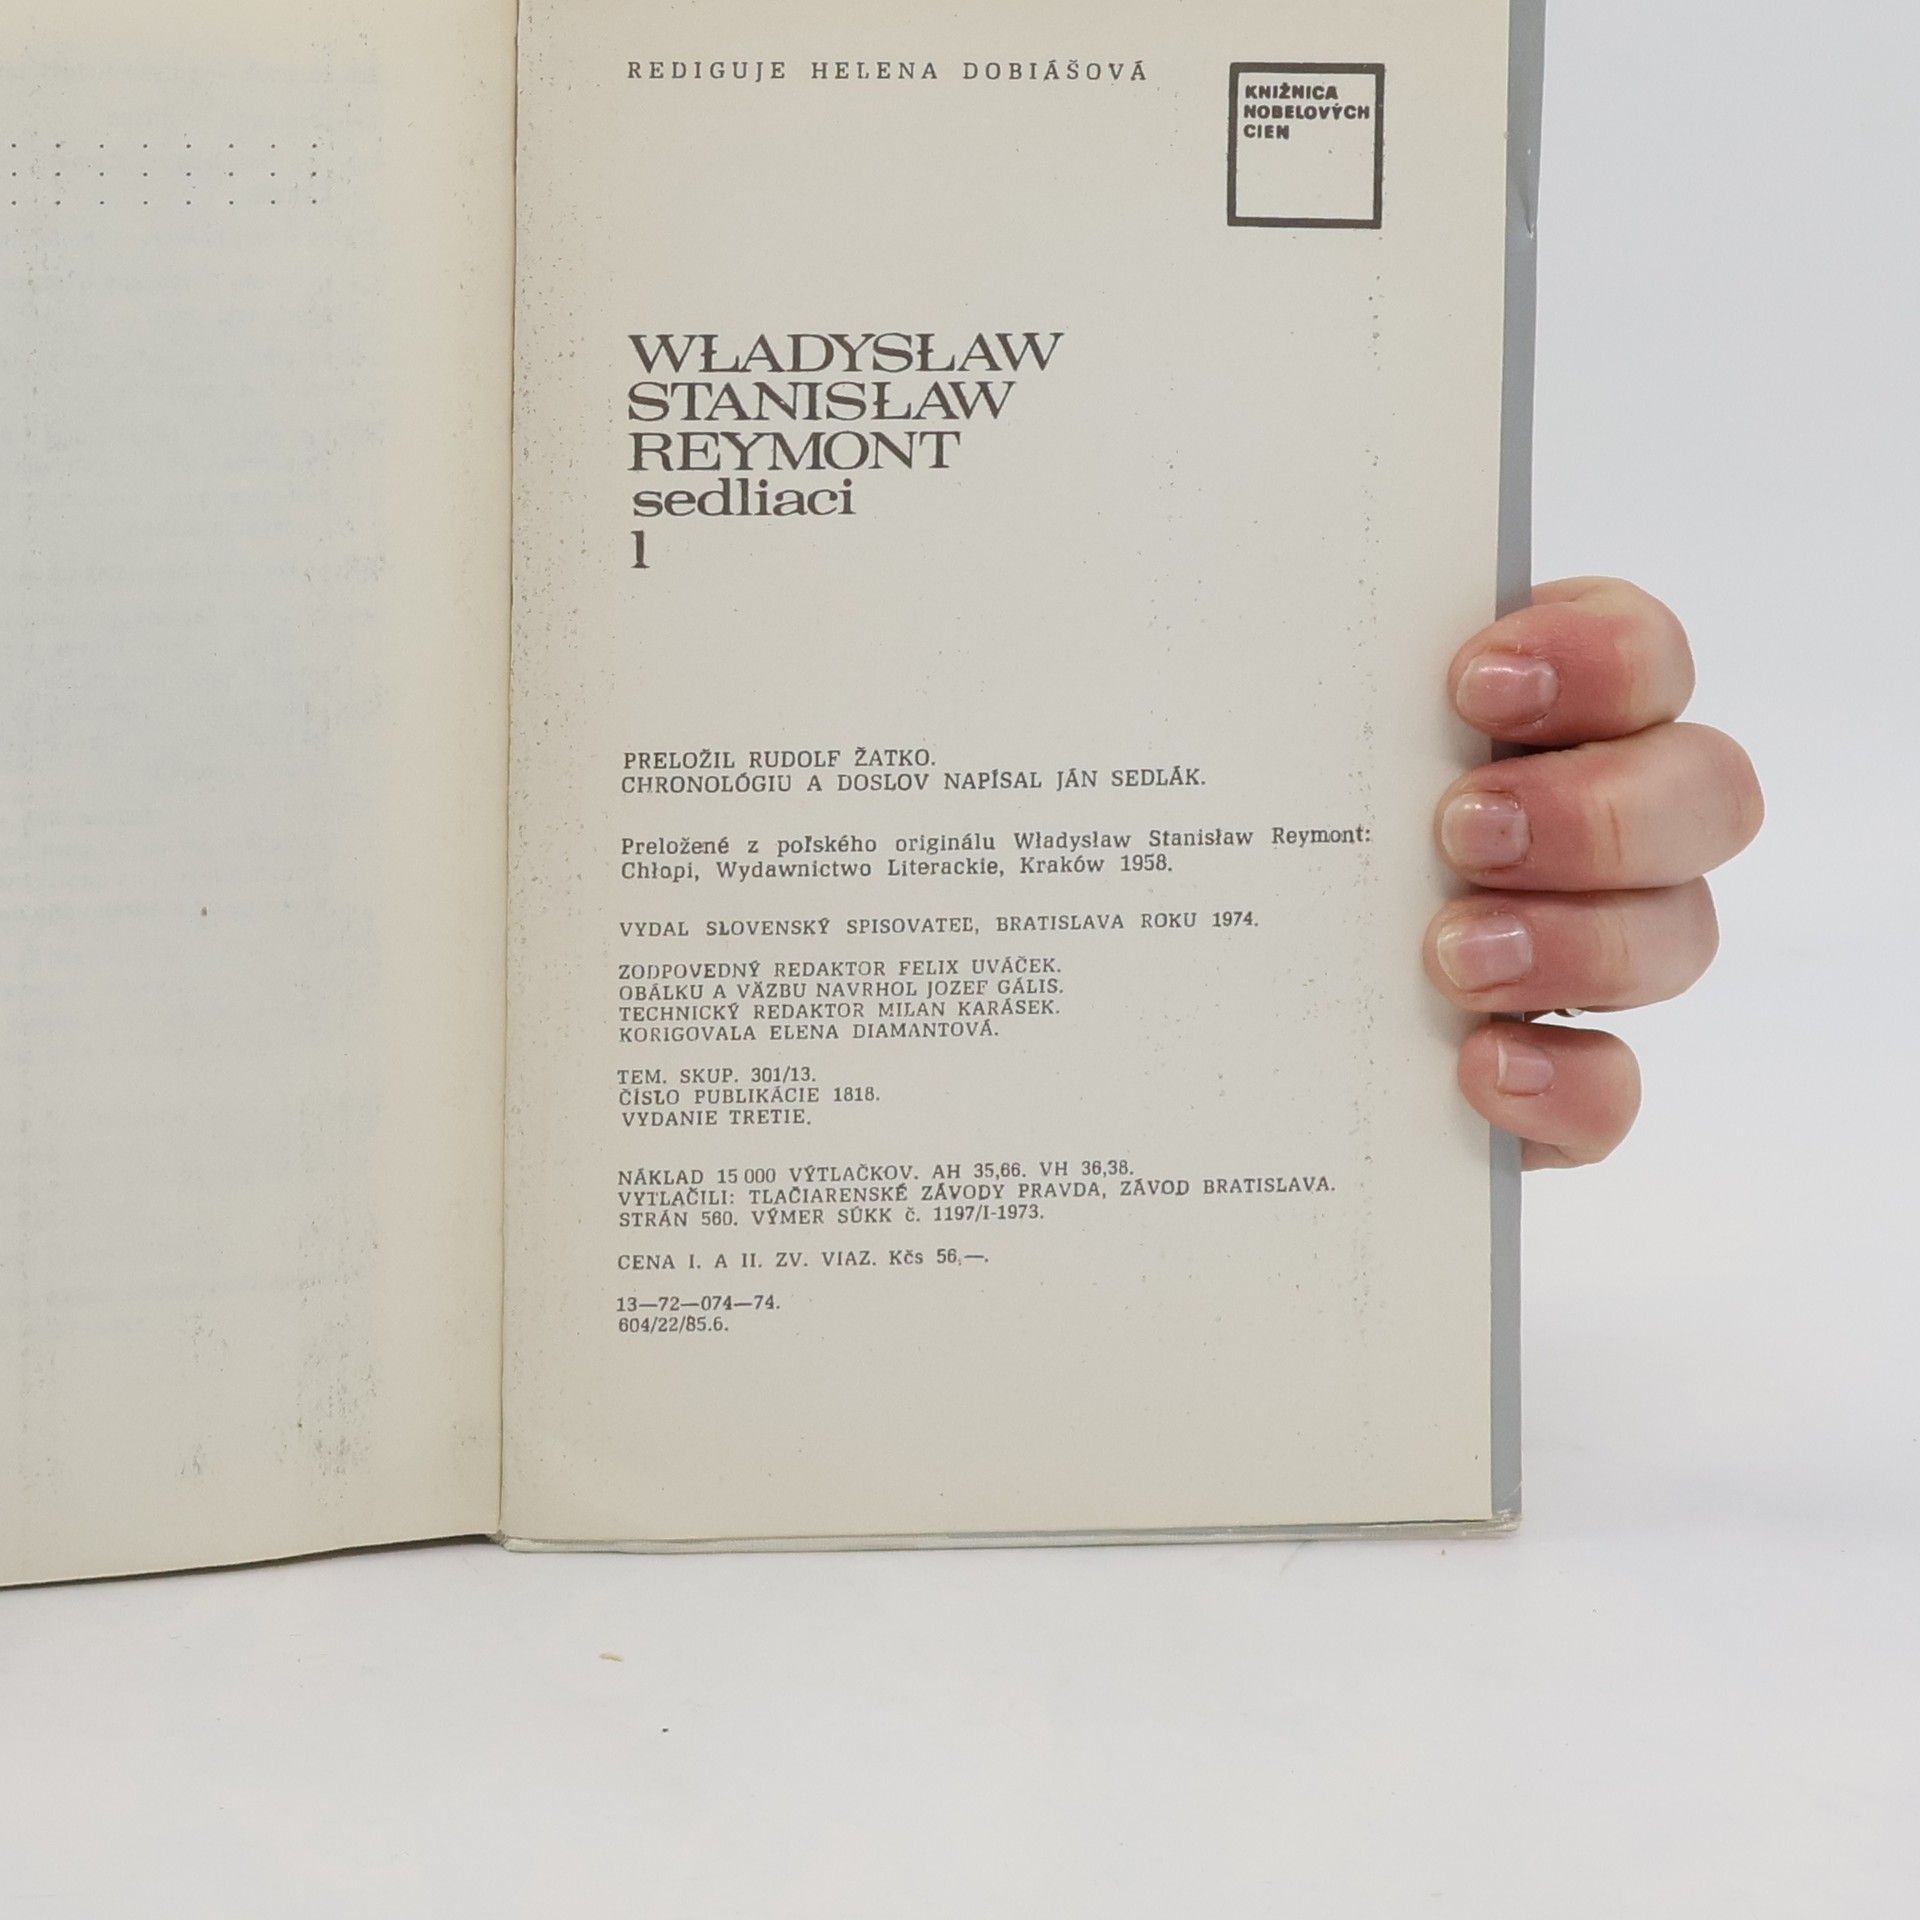 REDIGUJE HELENA DOBIÁŠOVÁ
KNIŽNICA
NOBELOVÝCH
CIEN
WŁADYSŁAW
STANISŁAW
REYMONT
sedliaci
1
PRELOŽIL RUDOLF ŽATKO.
CHRONOLÓGIU A DOSLOV NAPÍSAL JÁN SEDLÁK.
Preložené z poľského originálu Władysław Stanisław Reymont:
Chłopi, Wydawnictwo Literackie, Kraków 1958.
VYDAL SLOVENSKÝ SPISOVATEĽ, BRATISLAVA ROKU 1974.
ZODPOVEDNÝ REDAKTOR FELIX UVÁČEK.
OBÁLKU A VÄZBU NAVRHOL JOZEF GÁLIS.
TECHNICKÝ REDAKTOR MILAN KARÁSEK.
KORIGOVALA ELENA DIAMANTOVÁ.
TEM. SKUP. 301/13.
ČÍSLO PUBLIKÁCIE 1818.
VYDANIE TRETIE.
NÁKLAD 15 000 VÝTLAČKOV. AH 35,66. VH 36,38.
VYTLAČILI: TLAČIARENSKÉ ZÁVODY PRAVDA, ZÁVOD BRATISLAVA.
STRÁN 560. VÝMER SÚKK č. 1197/I-1973.
CENA I. A II. ZV. VIAZ. Kčs 56,—.
13—72—074—74.
604/22/85.6.